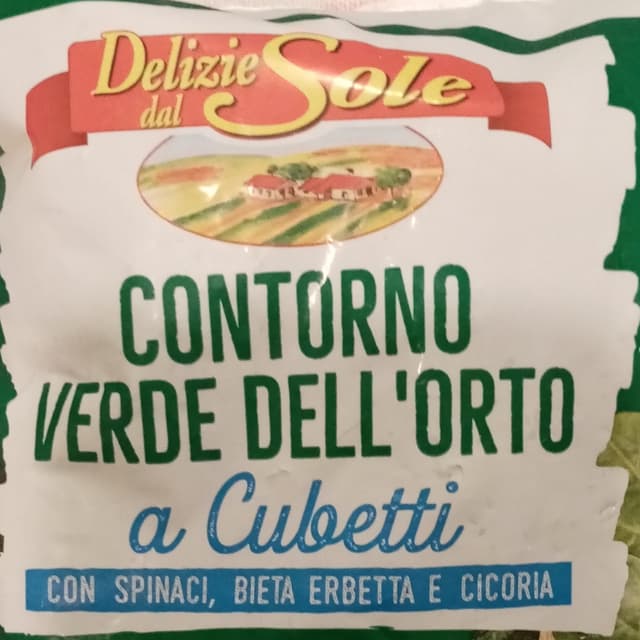 Delizie
dal Sole
CONTORNO
VERDE DELL'ORTO
a Cubetti
CON SPINACI, BIETA ERBETTA E CICORIA